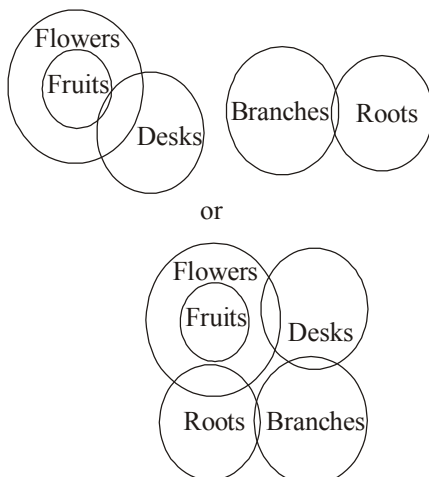 Flowers
Fruits
Desks
Branches
Roots
or
Flowers
Fruits
Desks
Roots
Branches